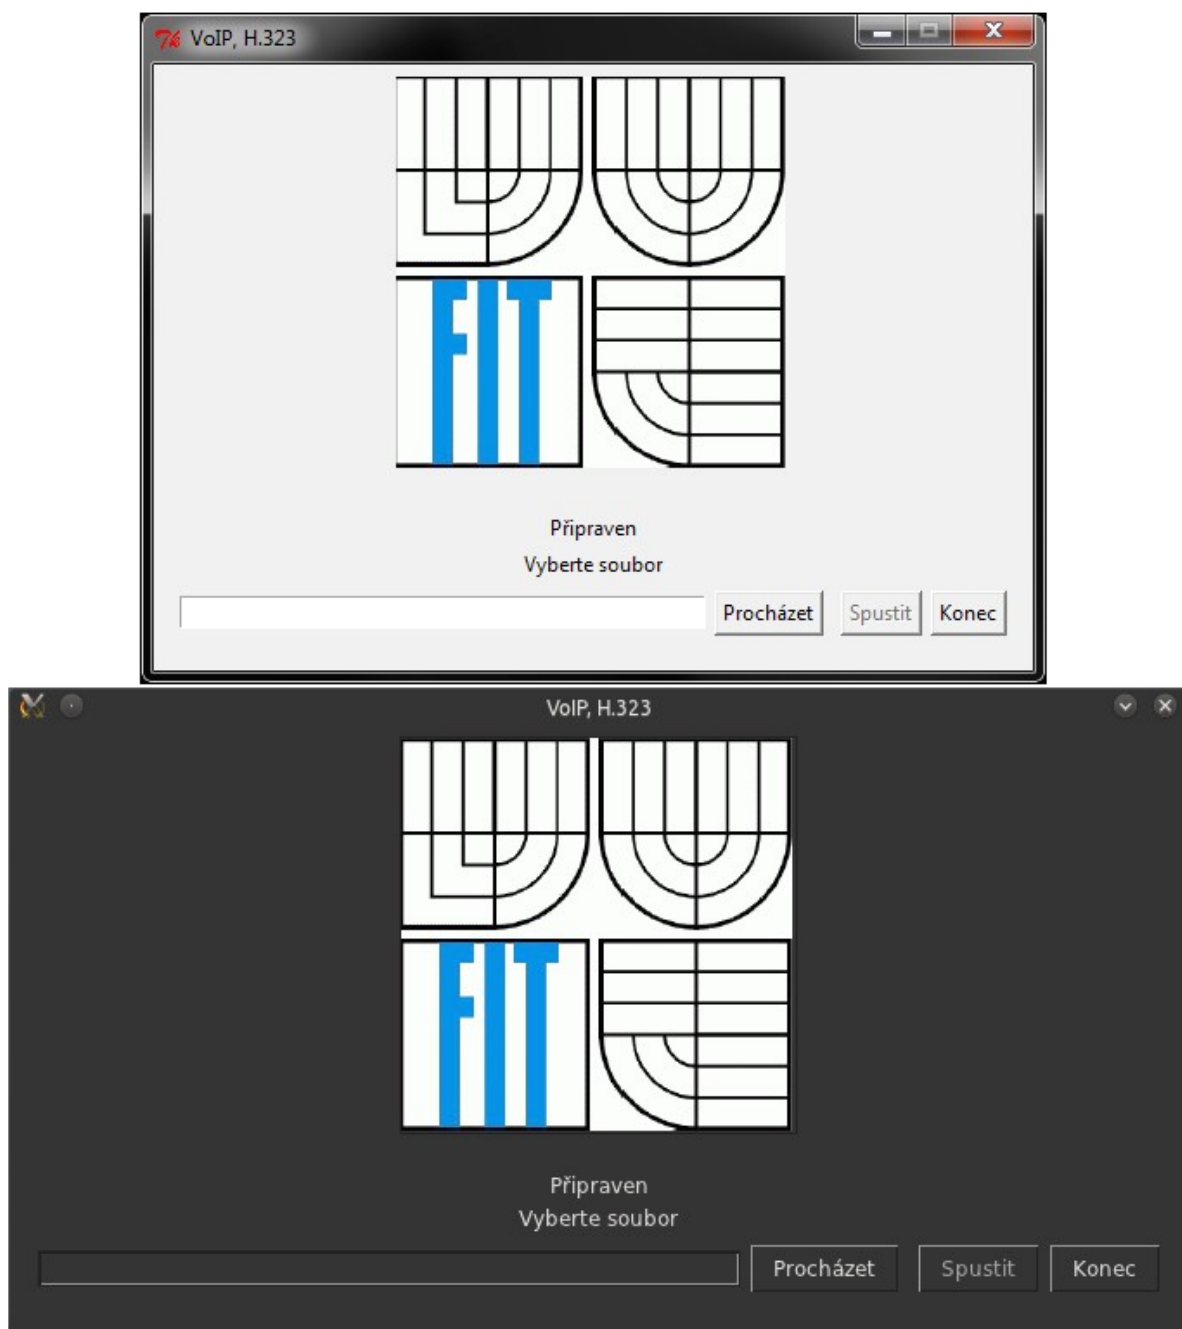 VoIP, H.323
FIT
Připraven
Vyberte soubor
Procházet Spustit Konec
VoIP, H.323
FIT
Připraven
Vyberte soubor
Procházet Spustit Konec